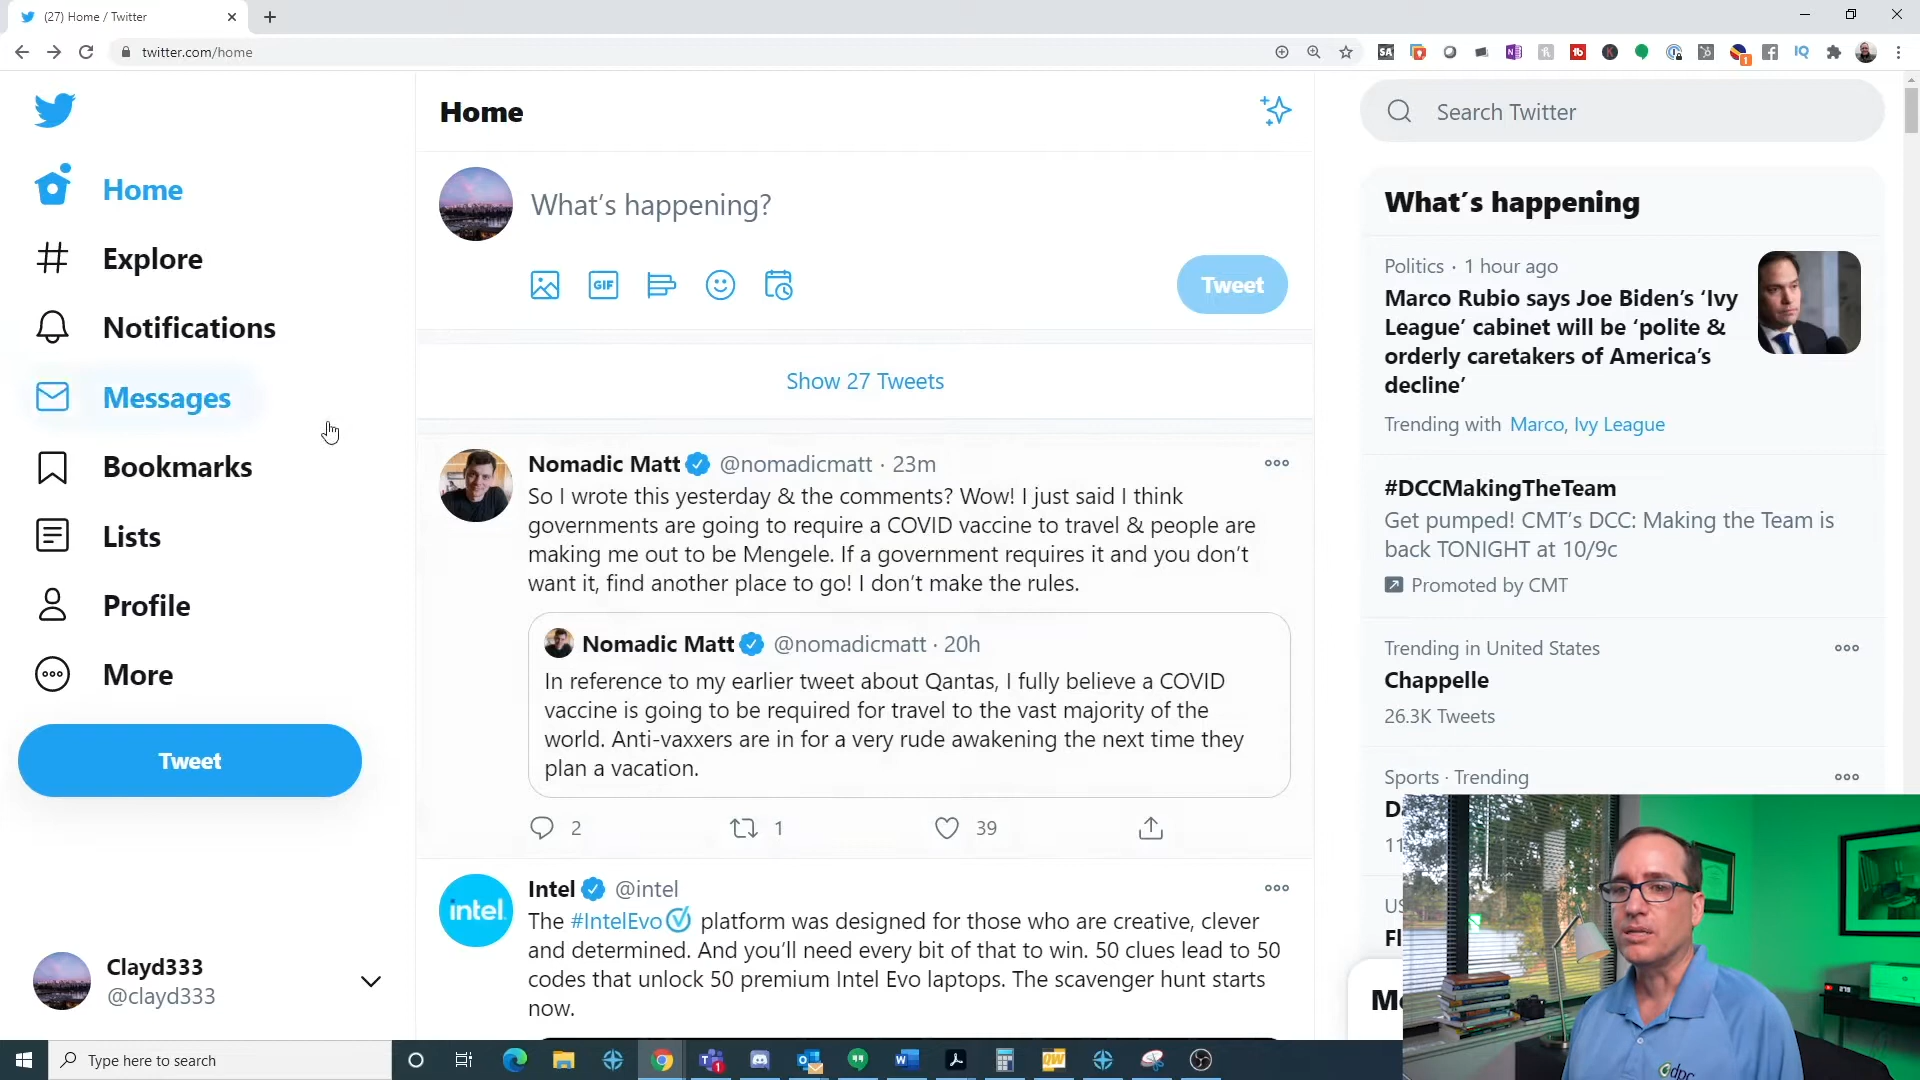 (27) Home / Twitter
twitter.com/home
Home
Explore
Notifications
Messages
Bookmarks
Lists
Profile
More
Tweet
Clayd333
@clayd333
Home
What's happening?
GIF
Tweet
Show 27 Tweets
Nomadic Matt @nomadicmatt · 23m
So I wrote this yesterday & the comments? Wow! I just said I think
governments are going to require a COVID vaccine to travel & people are
making me out to be Mengele. If a government requires it and you don't
want it, find another place to go! I don't make the rules.
Nomadic Matt @nomadicmatt · 20h
In reference to my earlier tweet about Qantas, I fully believe a COVID
vaccine is going to be required for travel to the vast majority of the
world. Anti-vaxxers are in for a very rude awakening the next time they
plan a vacation.
2 1 39
intel
Intel @intel
The #IntelEvo platform was designed for those who are creative, clever
and determined. And you'll need every bit of that to win. 50 clues lead to 50
codes that unlock 50 premium Intel Evo laptops. The scavenger hunt starts
now.
Search Twitter
What's happening
Politics · 1 hour ago
Marco Rubio says Joe Biden's 'Ivy
League' cabinet will be 'polite &
orderly caretakers of America's
decline'
Trending with Marco, Ivy League
#DCCMakingTheTeam
Get pumped! CMT's DCC: Making the Team is
back TONIGHT at 10/9c
Promoted by CMT
Trending in United States
Chappelle
26.3K Tweets
Sports · Trending
dpc
Type here to search